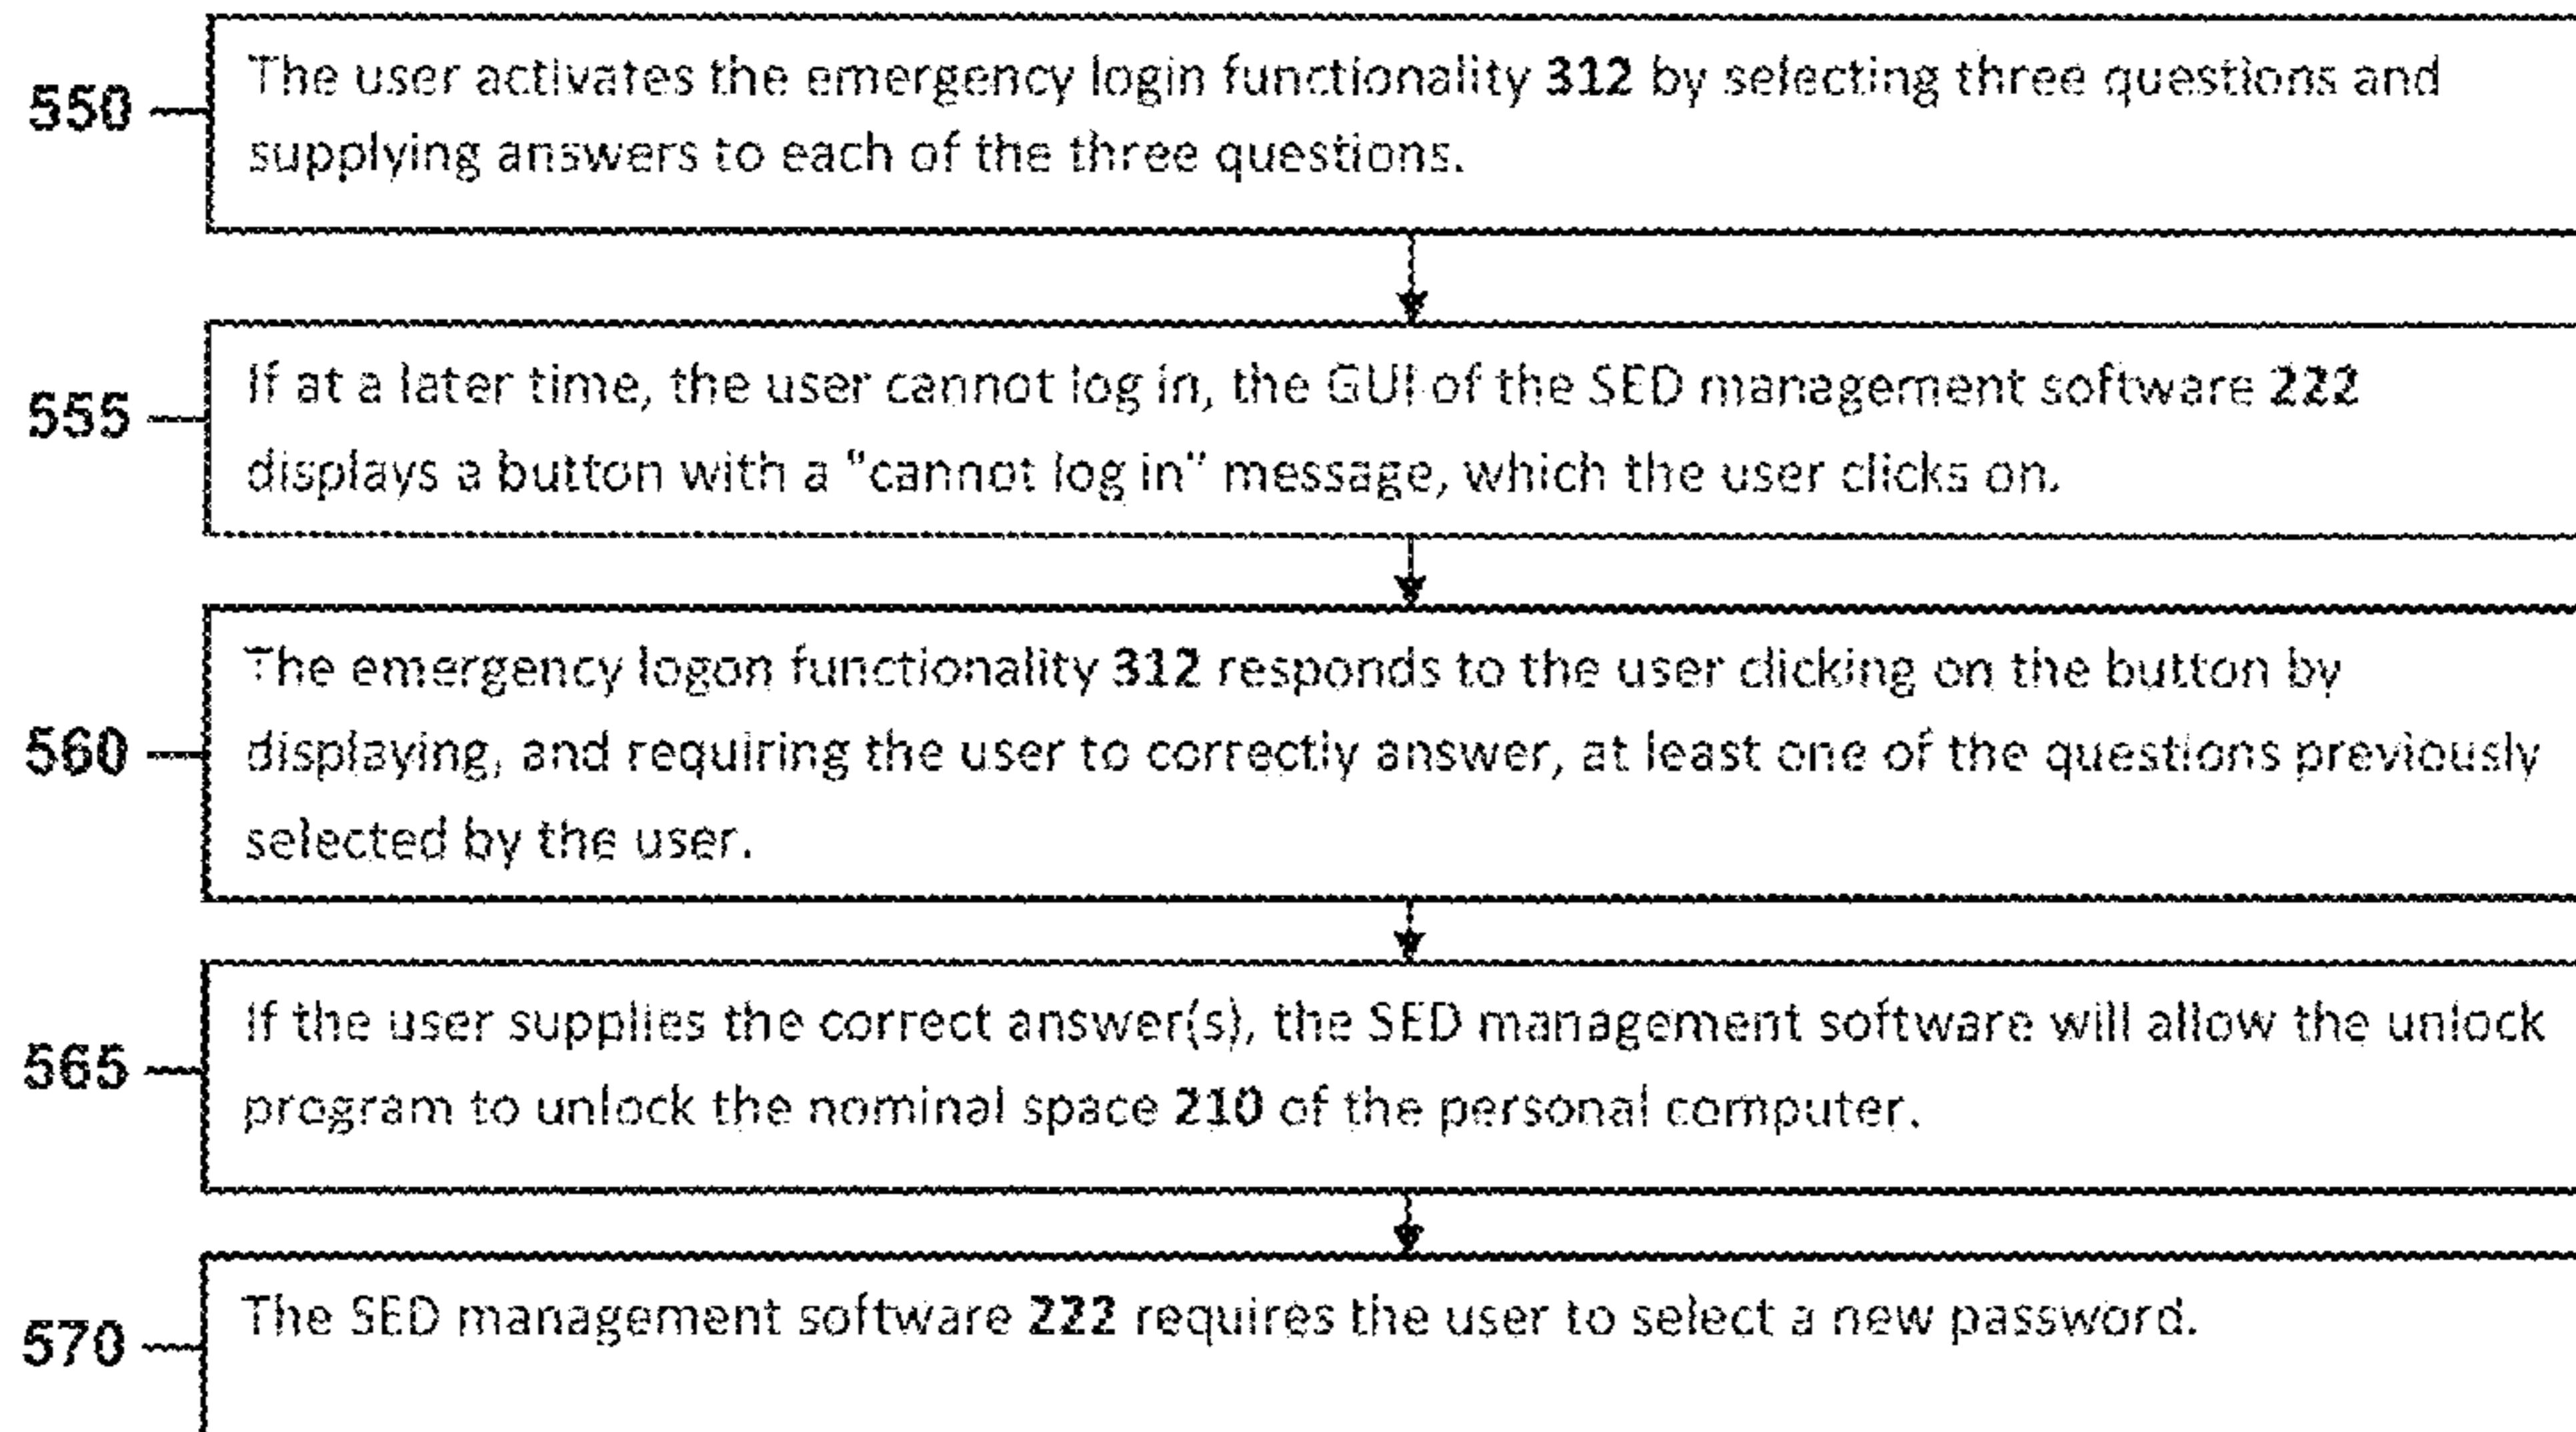 550
The user activates the emergency login functionality 312 by selecting three questions and
supplying answers to each of the three questions.
555
If at a later time, the user cannot log in, the GUI of the SED management software 222
displays a button with a "cannot log in" message, which the user clicks on.
The emergency logon functionality 312 responds to the user clicking on the button by
560
displaying, and requiring the user to correctly answer, at least one of the questions previously
selected by the user.
If the user supplies the correct answer(s), the SED management software will allow the unlock
565
program to unlock the nominal space 210 of the personal computer.
570
The SED management software 222 requires the user to select a new password.